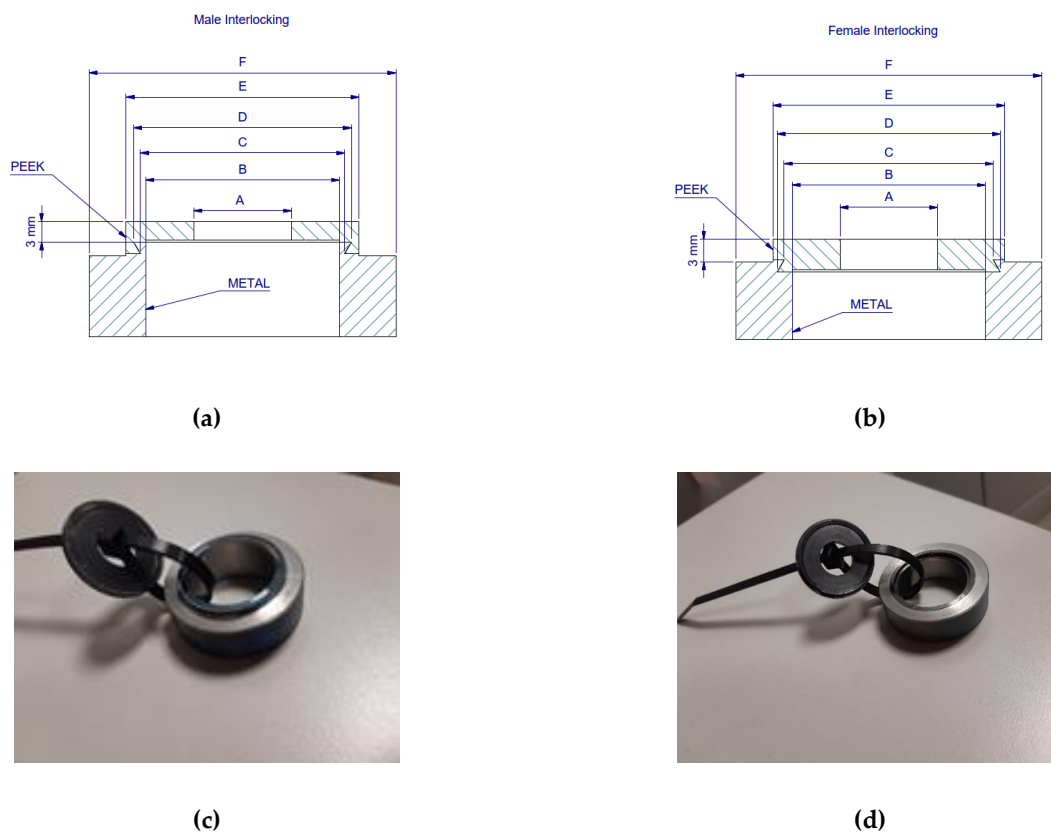 Male Interlocking
F
E
D
C
B
A
PEEK
3 mm
METAL
(a)
Female Interlocking
F
E
D
C
B
A
PEEK
3 mm
METAL
(b)
(c)
(d)